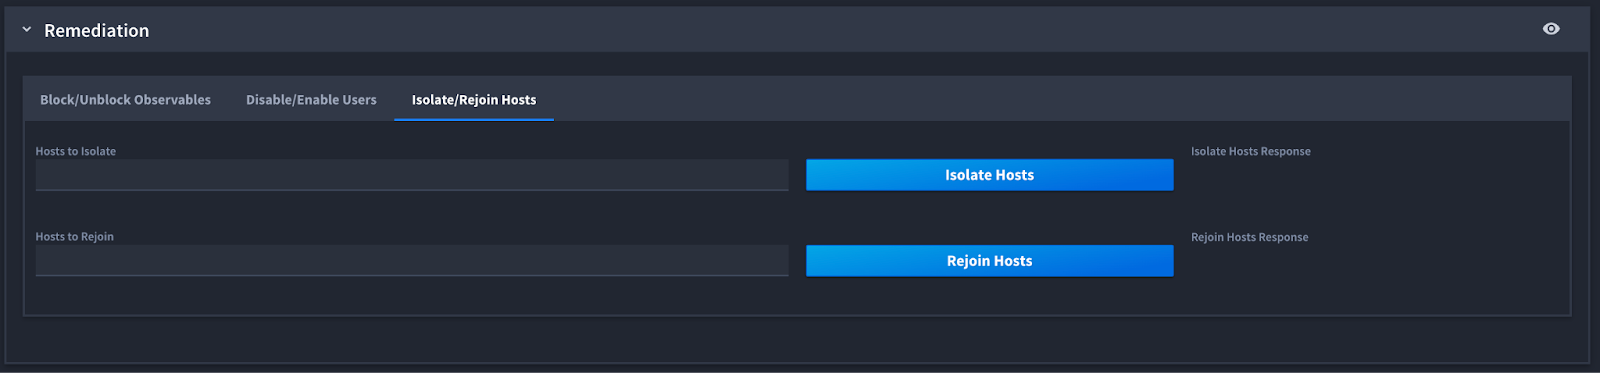 Remediation
Block/Unblock Observables Disable/Enable Users Isolate/Rejoin Hosts
Hosts to Isolate
Isolate Hosts
Isolate Hosts Response
Hosts to Rejoin
Rejoin Hosts
Rejoin Hosts Response